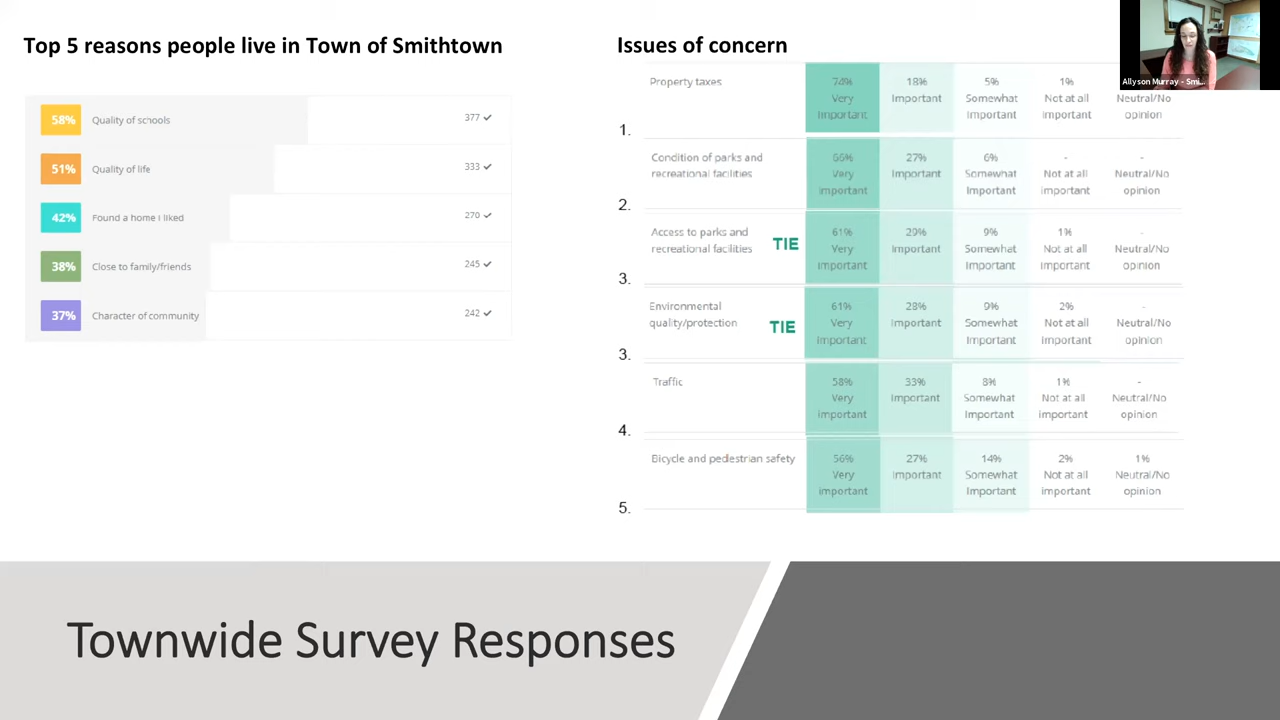 Top 5 reasons people live in Town of Smithtown
58% Quality of schools 377
51% Quality of life 333
42% Found a home I liked 270
38% Close to family/friends 245
37% Character of community 242
Issues of concern
Allyson Murray - Smi...
1.
Property taxes
74% Very Important
18% Important
5% Somewhat Important
1% Not at all Important
Neutral/No opinion
2.
Condition of parks and recreational facilities
66% Very Important
27% Important
6% Somewhat Important
- Not at all important
- Neutral/No opinion
3.
Access to parks and recreational facilities
TIE
61% Very Important
29% Important
9% Somewhat Important
1% Not at all important
- Neutral/No opinion
3.
Environmental quality/protection
TIE
61% Very Important
28% Important
9% Somewhat Important
2% Not at all important
- Neutral/No opinion
4.
Traffic
58% Very important
33% Important
8% Somewhat Important
1% Not at all important
- Neutral/No opinion
5.
Bicycle and pedestrian safety
56% Very important
27% Important
14% Somewhat Important
2% Not at all important
1% Neutral/No opinion
Townwide Survey Responses